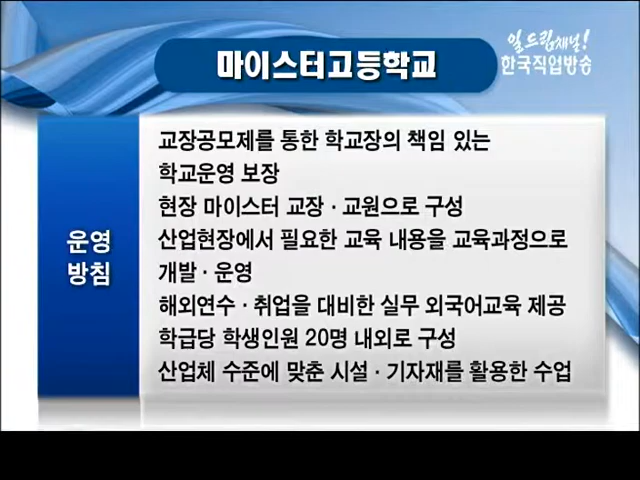 마이스터고등학교
일 드림채널!
한국직업방송
운영
방침
교장공모제를 통한 학교장의 책임 있는
학교운영 보장
현장 마이스터 교장 · 교원으로 구성
산업현장에서 필요한 교육 내용을 교육과정으로
개발 · 운영
해외연수 · 취업을 대비한 실무 외국어교육 제공
학급당 학생인원 20명 내외로 구성
산업체 수준에 맞춘 시설 · 기자재를 활용한 수업